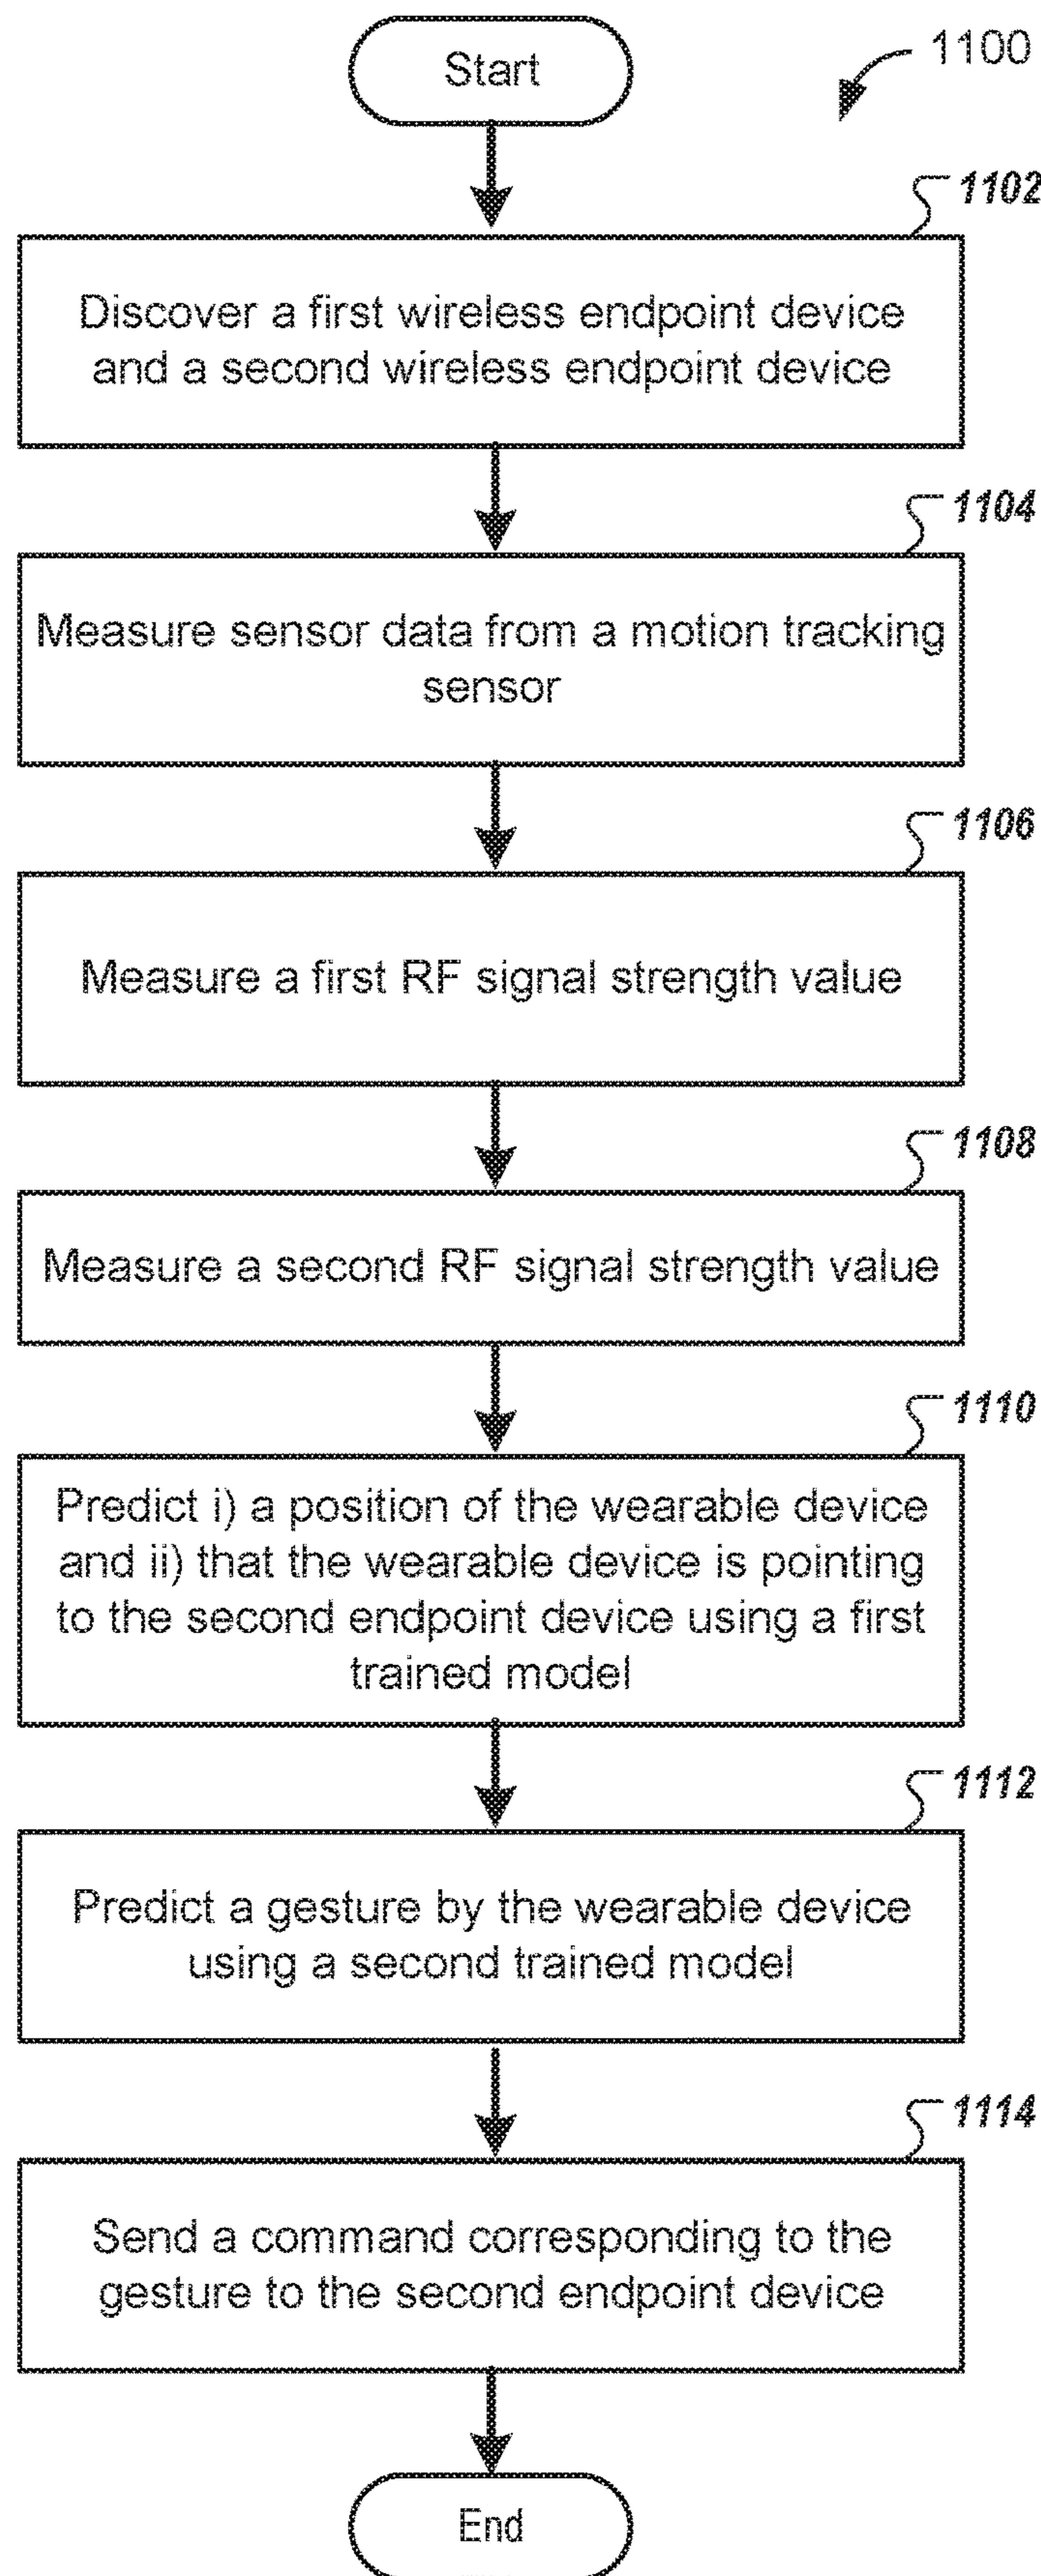 Start
1100
1102
Discover a first wireless endpoint device
and a second wireless endpoint device
1104
Measure sensor data from a motion tracking
sensor
1106
Measure a first RF signal strength value
1108
Measure a second RF signal strength value
1110
Predict i) a position of the wearable device
and ii) that the wearable device is pointing
to the second endpoint device using a first
trained model
1112
Predict a gesture by the wearable device
using a second trained model
1114
Send a command corresponding to the
gesture to the second endpoint device
End